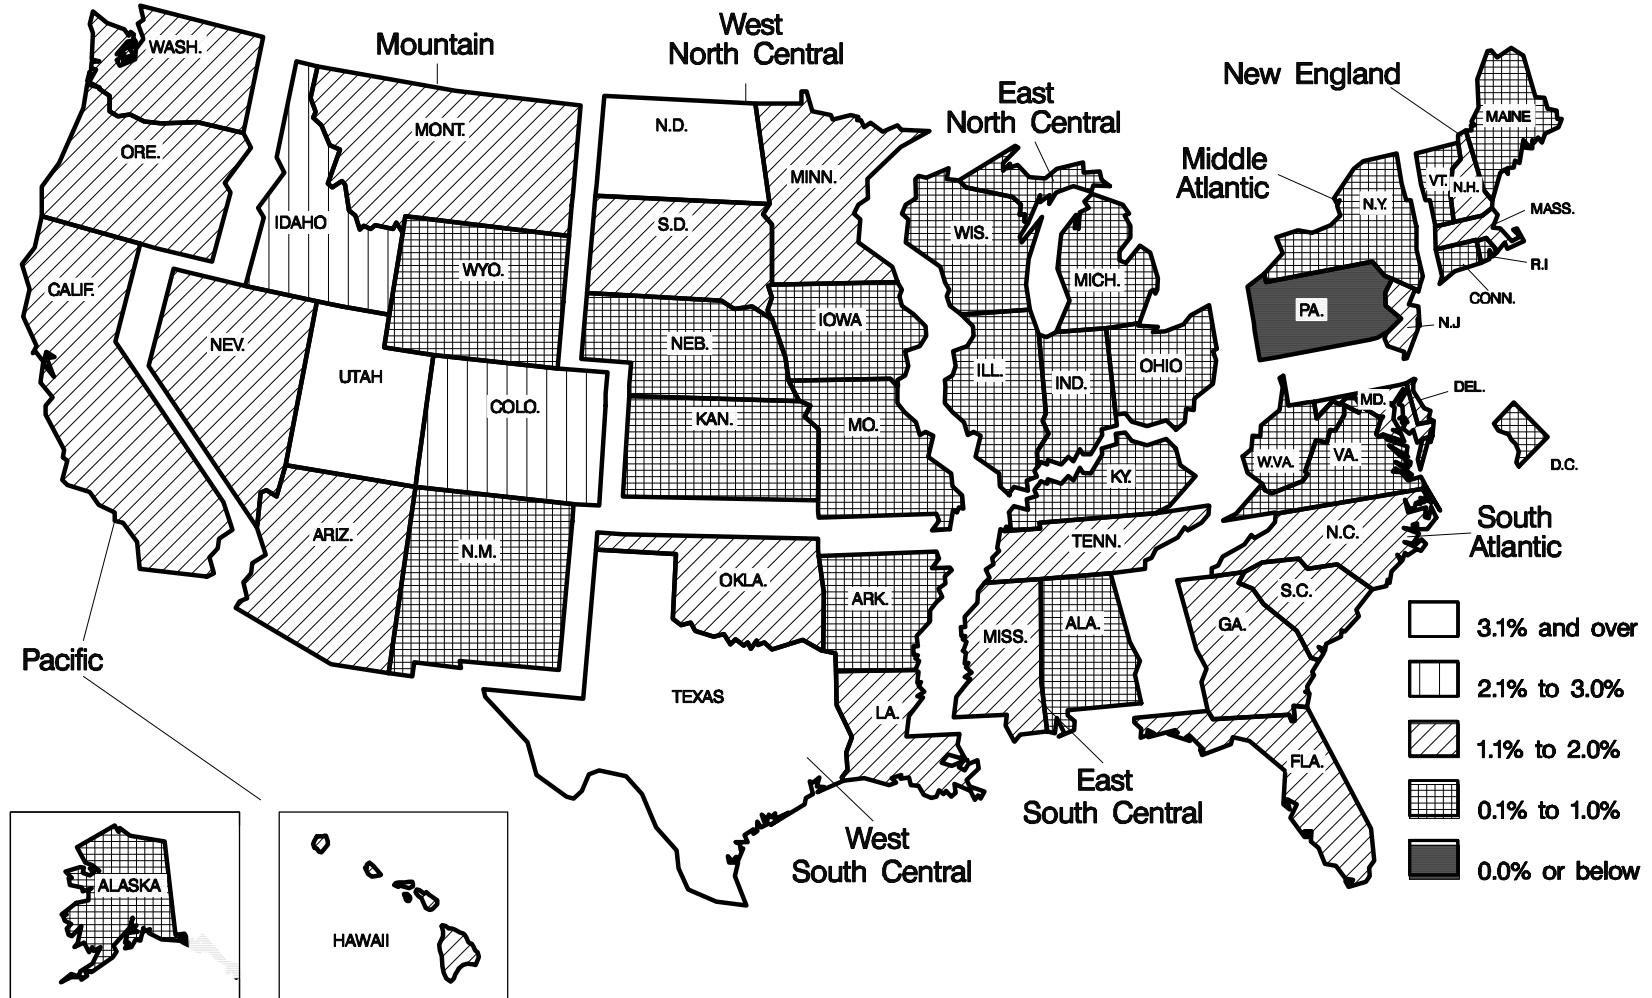 West
North Central
Mountain
East
North Central
New England
Middle
Atlantic
WASH.
ORE.
MONT.
IDAHO
N.D.
MINN.
S.D.
WYO.
WIS.
MICH.
MAINE
VT.
N.H.
N.Y.
MASS.
R.I
CONN.
CALIF.
NEV.
UTAH
COLO.
NEB.
IOWA
ILL.
IND.
OHIO
PA.
N.J
KAN.
MO.
MD.
DEL.
D.C.
W.VA.
VA.
KY.
ARIZ.
N.M.
OKLA.
ARK.
TENN.
N.C.
South
Atlantic
S.C.
GA.
MISS.
ALA.
TEXAS
LA.
FLA.
Pacific
East
South Central
West
South Central
ALASKA
HAWAII
3.1% and over
2.1% to 3.0%
1.1% to 2.0%
0.1% to 1.0%
0.0% or below